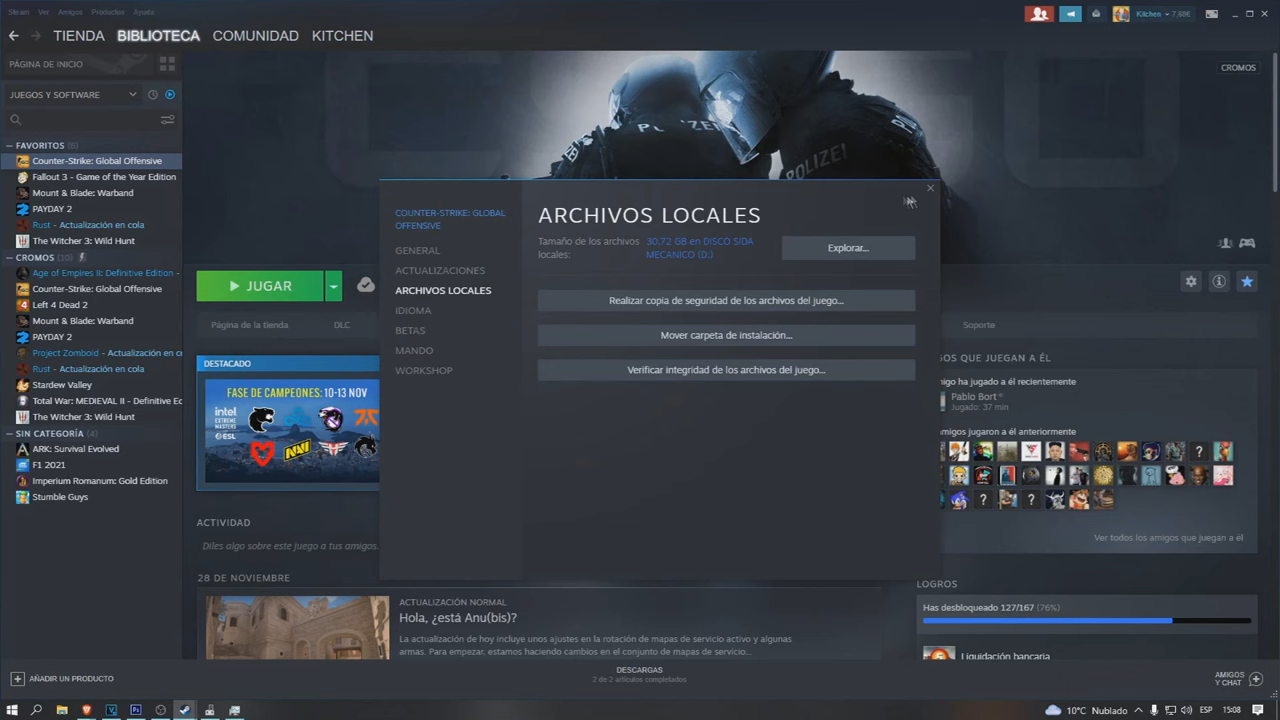 Steam Ver Amigos Productos Ayuda
Kitchen 7,68€
TIENDA BIBLIOTECA COMUNIDAD KITCHEN
PÁGINA DE INICIO
CROMOS
JUEGOS Y SOFTWARE
FAVORITOS (6)
Counter-Strike: Global Offensive
Fallout 3 - Game of the Year Edition
Mount & Blade: Warband
PAYDAY 2
Rust - Actualización en cola
The Witcher 3: Wild Hunt
CROMOS (10)
Age of Empires II: Definitive Edition -
Counter-Strike: Global Offensive
Left 4 Dead 2
Mount & Blade: Warband
PAYDAY 2
Project Zomboid - Actualización en c
Rust - Actualización en cola
Stardew Valley
Total War: MEDIEVAL II - Definitive Ed
The Witcher 3: Wild Hunt
SIN CATEGORÍA (4)
ARK: Survival Evolved
F1 2021
Imperium Romanum: Gold Edition
Stumble Guys
POLIZEI
POLIZEI
COUNTER-STRIKE: GLOBAL
OFFENSIVE
GENERAL
ACTUALIZACIONES
ARCHIVOS LOCALES
IDIOMA
BETAS
MANDO
WORKSHOP
ARCHIVOS LOCALES
Tamaño de los archivos
locales:
30,72 GB en DISCO SIDA
MECANICO (D:)
Explorar...
Realizar copia de seguridad de los archivos del juego...
Mover carpeta de instalación...
Verificar integridad de los archivos del juego...
JUGAR
Página de la tienda DLC
Soporte
DESTACADO
FASE DE CAMPEONES: 10-13 NOV
intel
EXTREME
MASTERS
ESL
NAVI
ACTIVIDAD
Diles algo sobre este juego a tus amigos.
28 DE NOVIEMBRE
ACTUALIZACIÓN NORMAL
Hola, ¿está Anu(bis)?
La actualización de hoy incluye unos ajustes en la rotación de mapas de servicio activo y algunas
armas. Para empezar, estamos haciendo cambios en el conjunto de mapas de servicio...
GOS QUE JUEGAN A ÉL
migo ha jugado a él recientemente
Pablo Bort
Jugado: 37 min
amigos jugaron a él anteriormente
Ver todos los amigos que juegan a él
LOGROS
Has desbloqueado 127/167 (76%)
Liquidación bancaria
AÑADIR UN PRODUCTO
DESCARGAS
2 de 2 artículos completados
AMIGOS
Y CHAT
10°C Nublado ESP 15:08